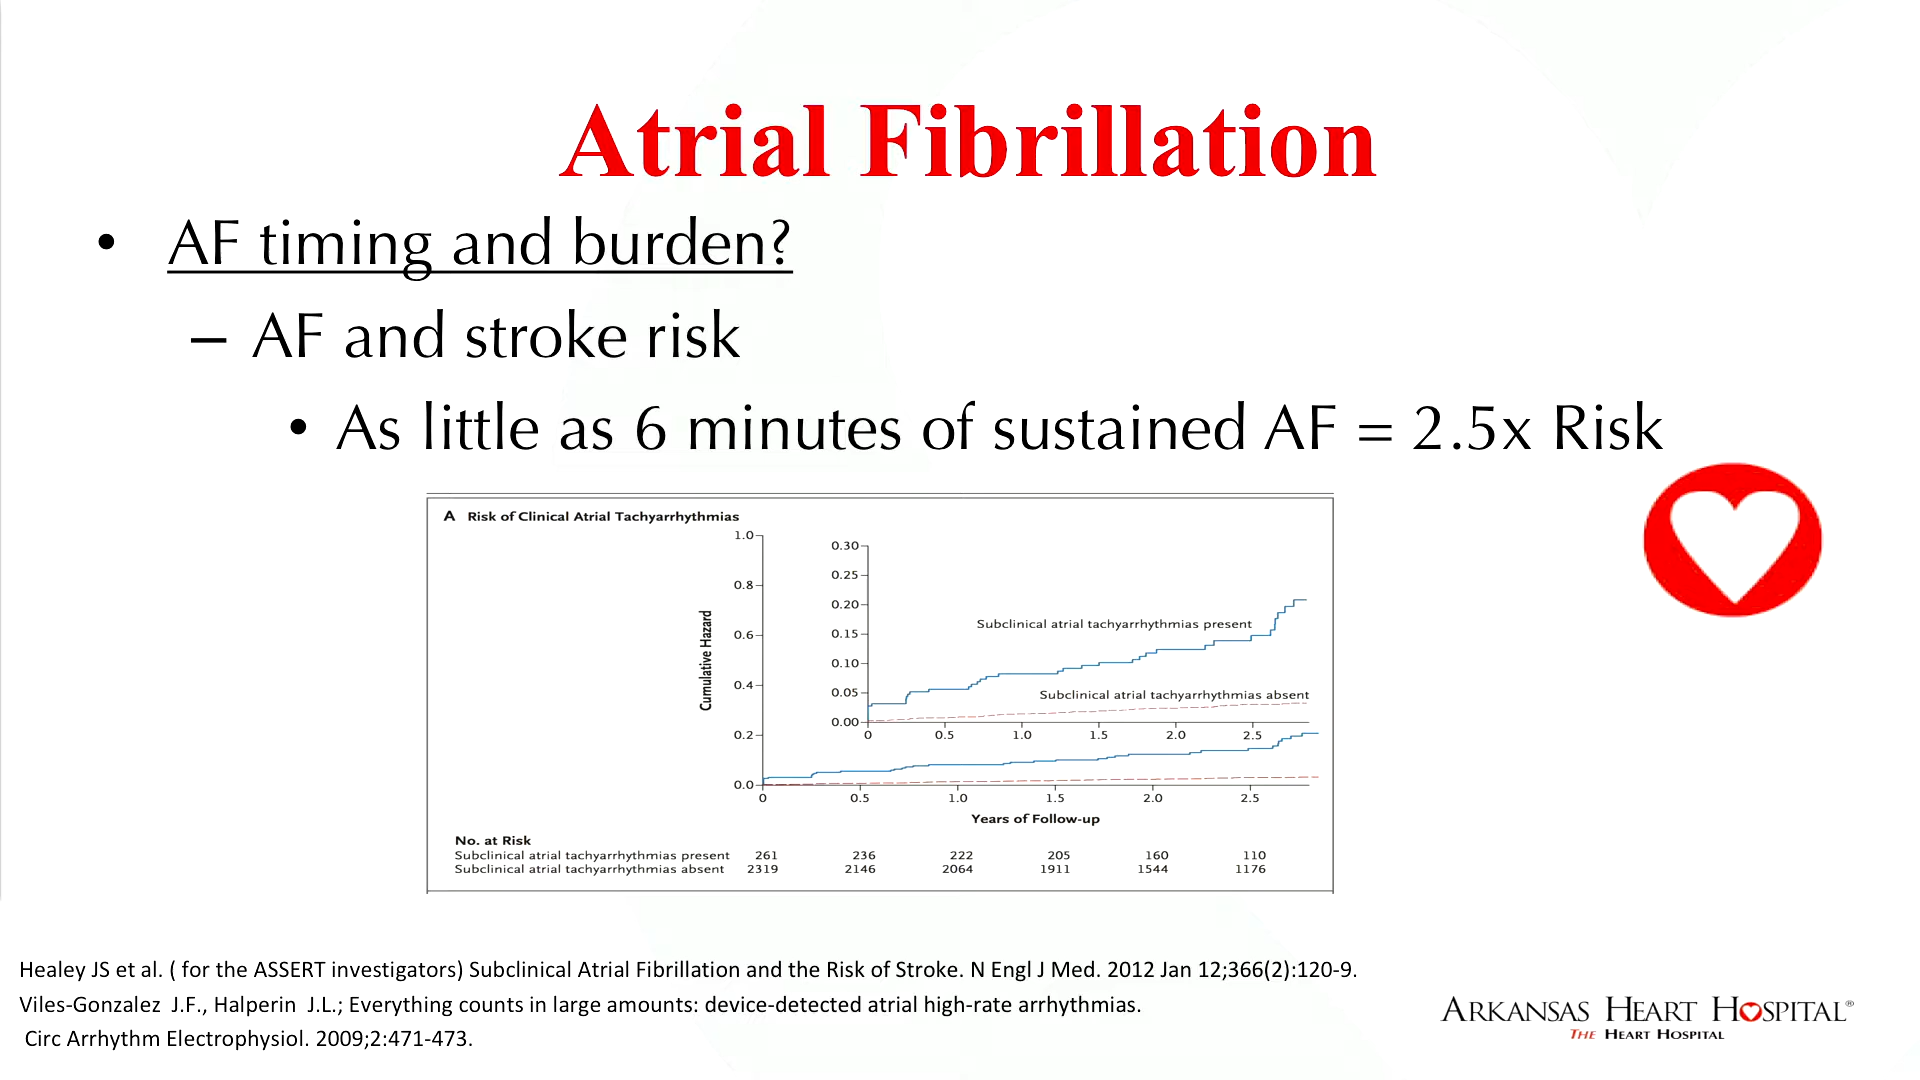 Atrial Fibrillation
• AF timing and burden?
– AF and stroke risk
• As little as 6 minutes of sustained AF = 2.5x Risk
A Risk of Clinical Atrial Tachyarrhythmias
1.0
0.8
0.6
0.4
0.2
0.0
Cumulative Hazard
0.30
0.25
0.20
0.15
0.10
0.05
0.00
Subclinical atrial tachyarrhythmias present
Subclinical atrial tachyarrhythmias absent
0 0.5 1.0 1.5 2.0 2.5
0 0.5 1.0 1.5 2.0 2.5
Years of Follow-up
No. at Risk
Subclinical atrial tachyarrhythmias present 261 236 222 205 160 110
Subclinical atrial tachyarrhythmias absent 2319 2146 2064 1911 1544 1176
Healey JS et al. ( for the ASSERT investigators) Subclinical Atrial Fibrillation and the Risk of Stroke. N Engl J Med. 2012 Jan 12;366(2):120-9.
Viles-Gonzalez J.F., Halperin J.L.; Everything counts in large amounts: device-detected atrial high-rate arrhythmias.
Circ Arrhythm Electrophysiol. 2009;2:471-473.
ARKANSAS HEART HOSPITAL®
THE HEART HOSPITAL